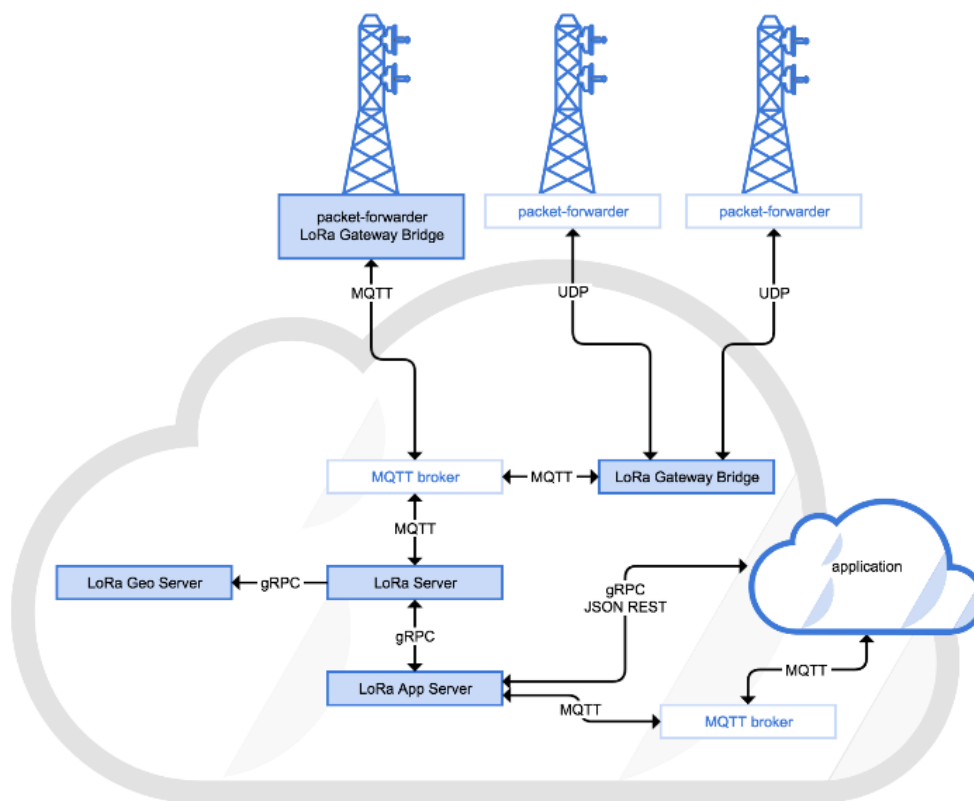 packet-forwarder
LoRa Gateway Bridge
packet-forwarder
packet-forwarder
MQTT
UDP
UDP
MQTT broker
MQTT
LoRa Gateway Bridge
MQTT
LoRa Geo Server
gRPC
LoRa Server
application
gRPC
JSON REST
gRPC
LoRa App Server
MQTT
MQTT
MQTT broker